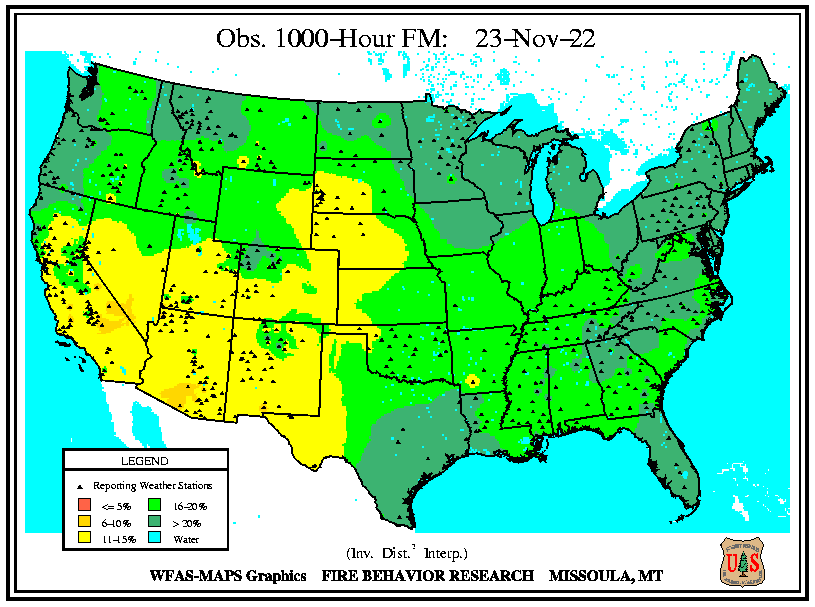 Obs. 1000-Hour FM: 23-Nov-22
LEGEND
Reporting Weather Stations
<= 5%
16-20%
6-10%
> 20%
11-15%
Water
(Inv. Dist.² Interp.)
WFAS-MAPS Graphics FIRE BEHAVIOR RESEARCH MISSOULA, MT
U S